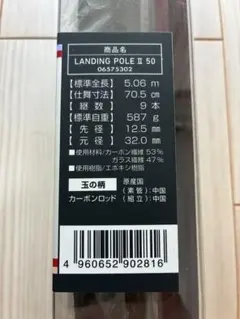 商品名
LANDING POLE Ⅱ 50
06575302
【標準全長】 5.06 m
【仕舞寸法】 70.5 cm
【継数】 9 本
【標準自重】 587 g
【先径】 12.5 mm
【元径】 32.0 mm
■使用材料/カーボン繊維 53%
ガラス繊維 47%
■使用樹脂/エポキシ樹脂
玉の柄 原産国
(素管):中国
カーボンロッド (組立):中国
4 960652 902816